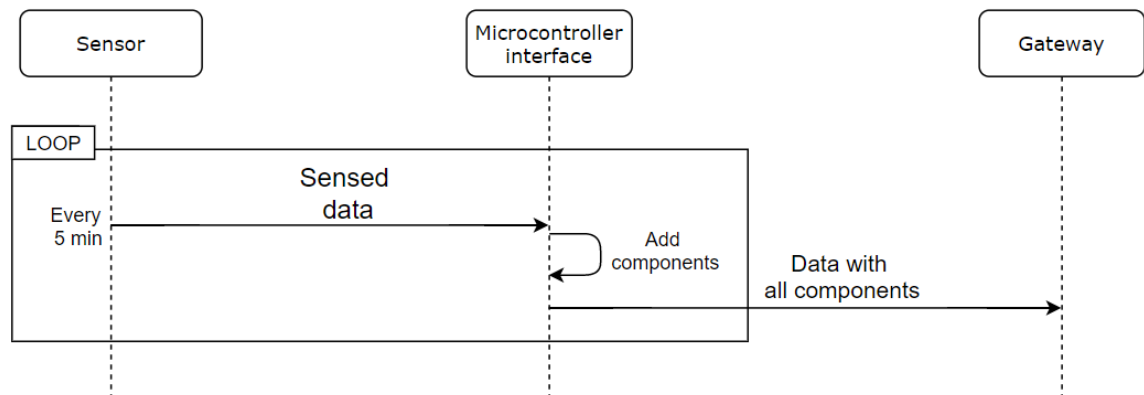 Sensor
Microcontroller
interface
Gateway
LOOP
Sensed
data
Every
5 min
Add
components
Data with
all components